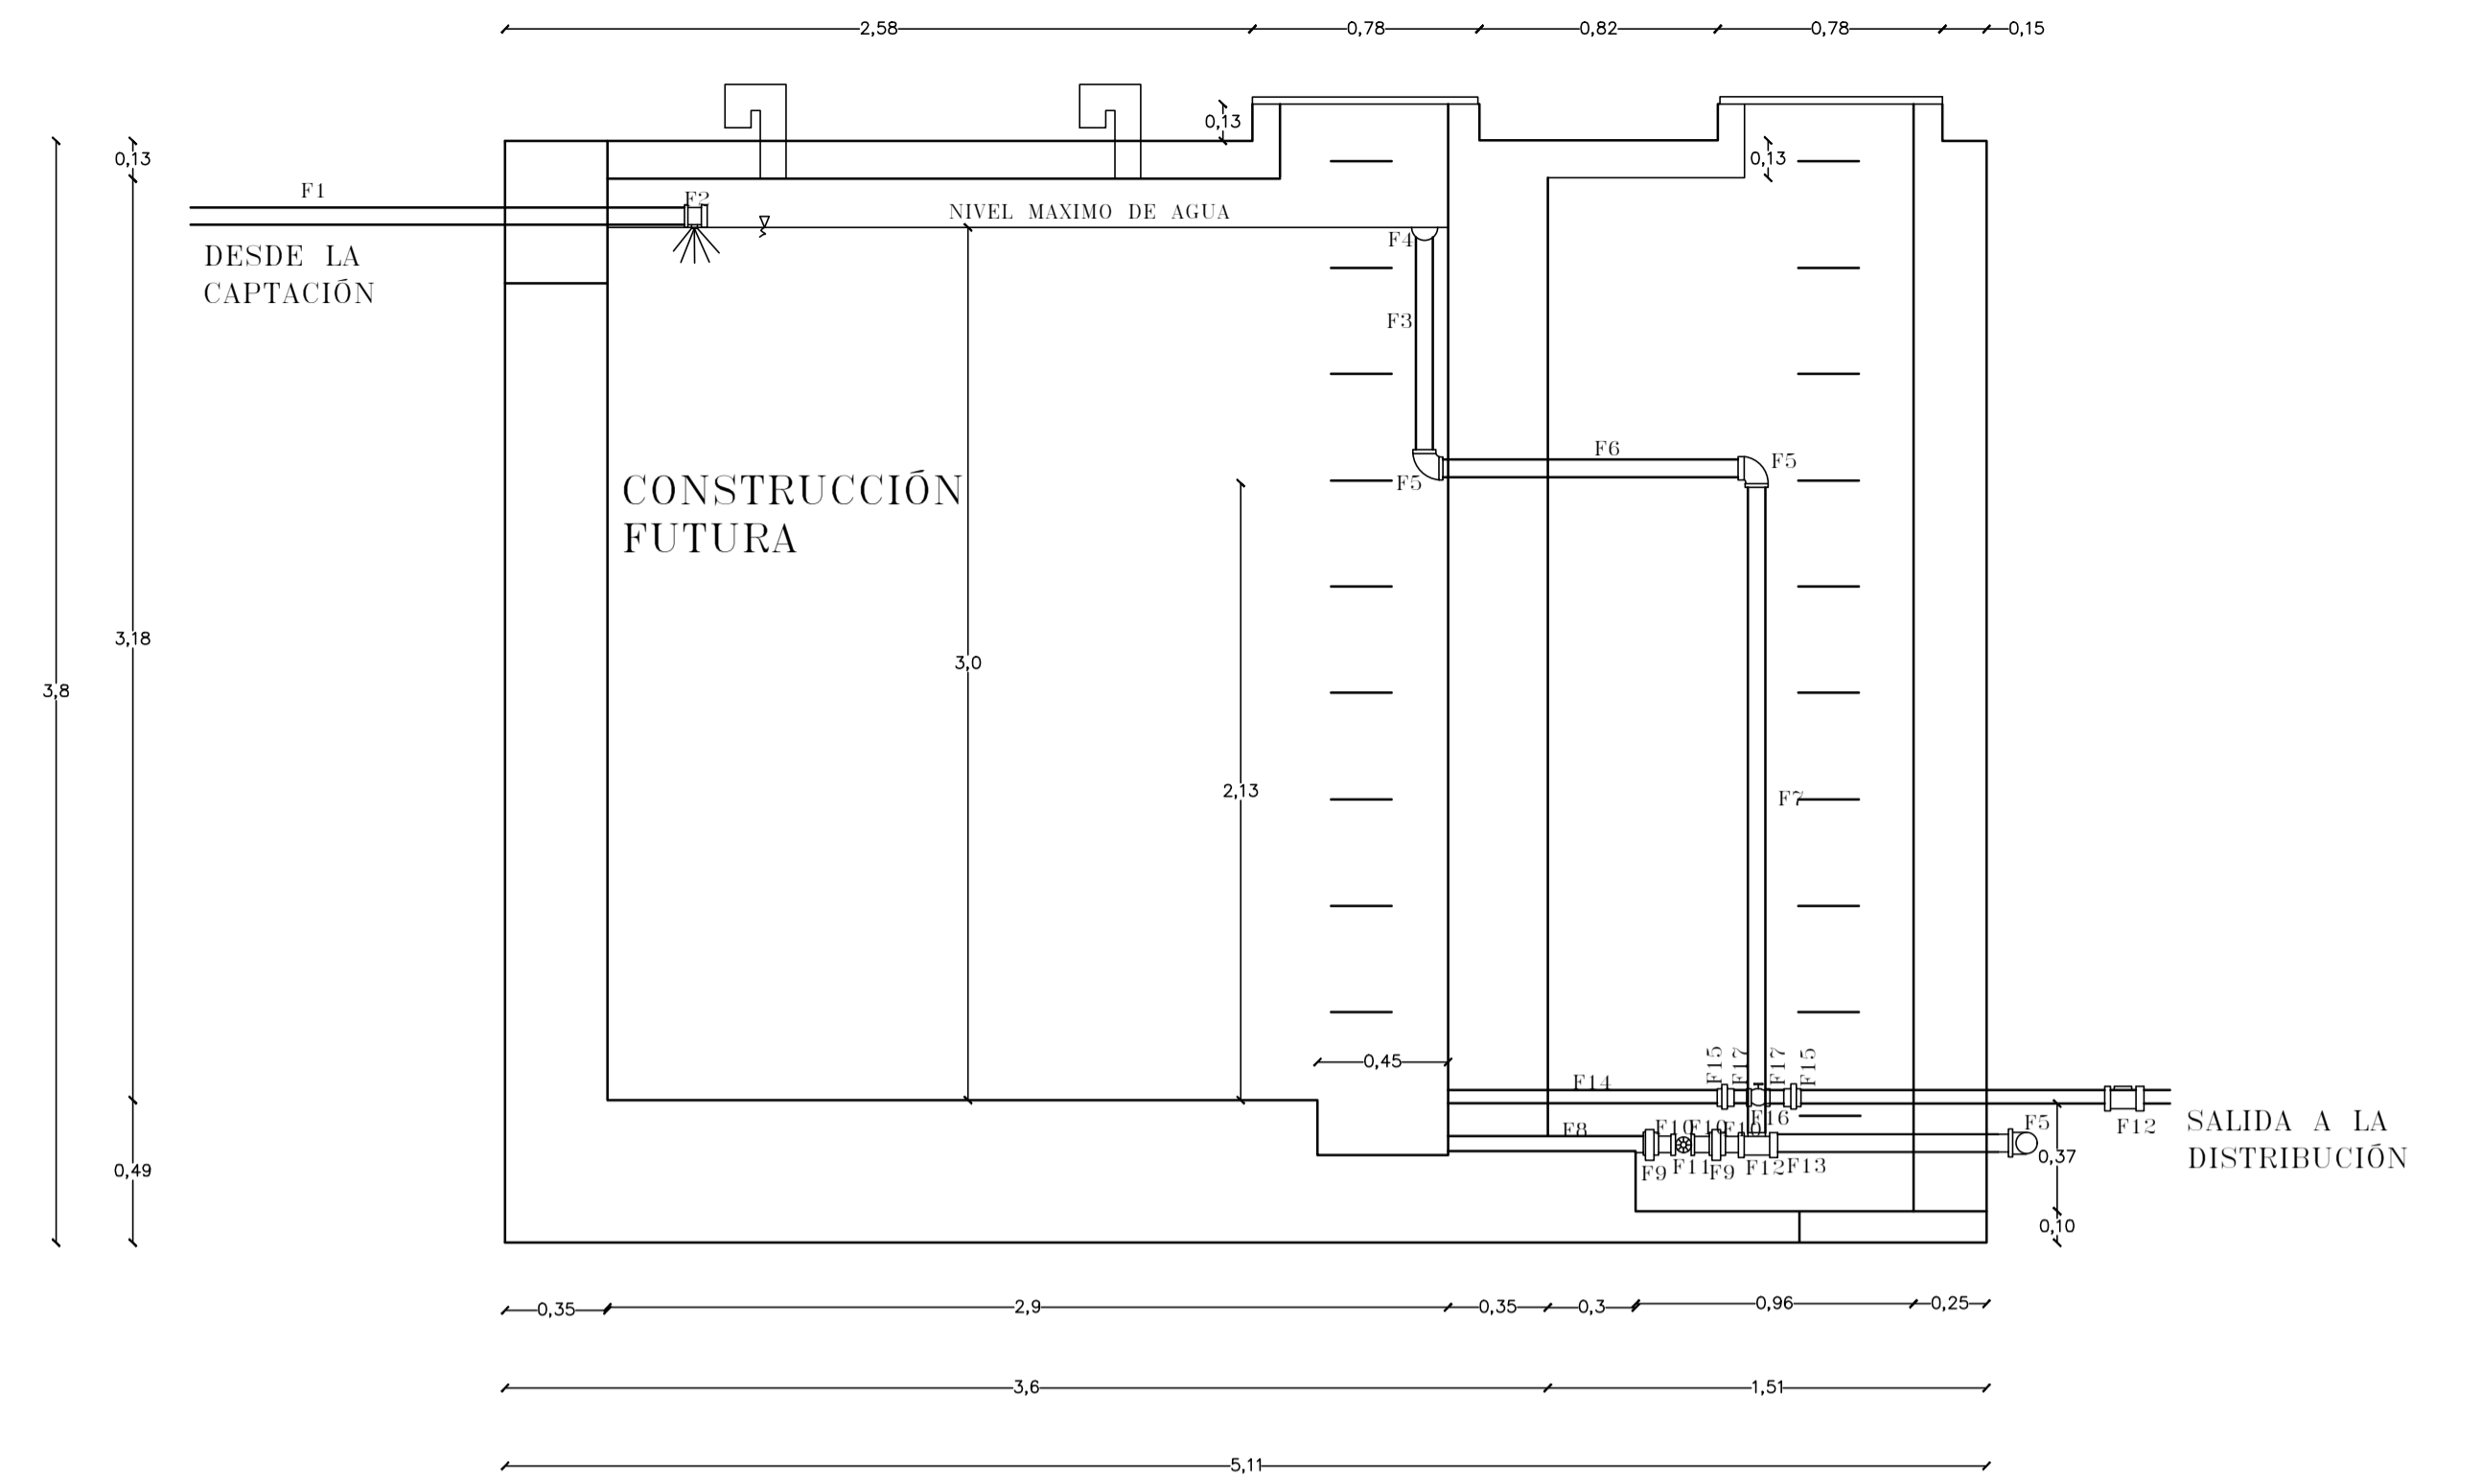 2,58
0,78
0,82
0,78
0,15
0,13
0,13
0,13
F1
F2
NIVEL MAXIMO DE AGUA
F4
DESDE LA
CAPTACIÓN
F3
F6
F5
F5
CONSTRUCCIÓN
FUTURA
3,18
3,0
3,8
2,13
F7
0,45
F15
F17
F17
F15
F14
F16
F8
F10
F10
F10
F5
F12
SALIDA A LA
DISTRIBUCIÓN
0,37
0,49
F9
F11
F9
F12
F13
0,10
0,35
2,9
0,35
0,3
0,96
0,25
3,6
1,51
5,11